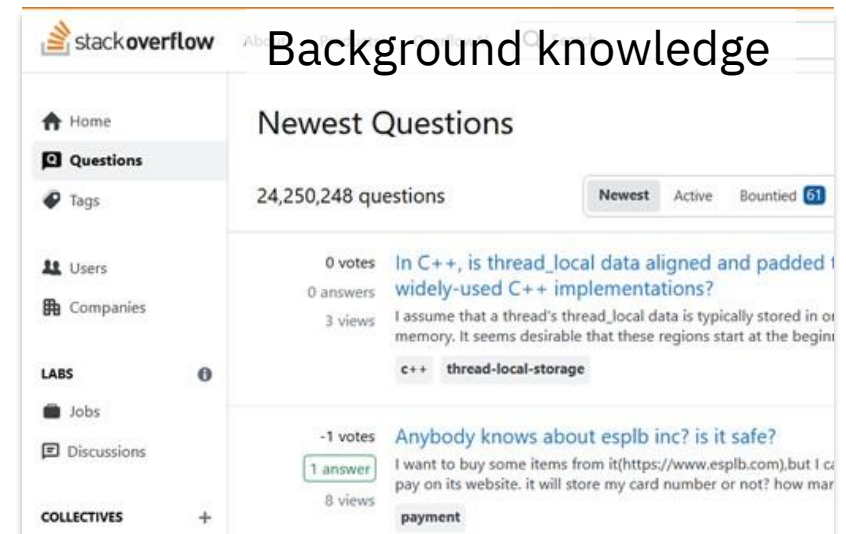 stackoverflow
Background knowledge
Home
Questions
Tags
Users
Companies
LABS
Jobs
Discussions
COLLECTIVES +
Newest Questions
24,250,248 questions
Newest Active Bountied 61
0 votes
0 answers
3 views
In C++, is thread_local data aligned and padded
widely-used C++ implementations?
I assume that a thread's thread_local data is typically stored in
memory. It seems desirable that these regions start at the
c++ thread-local-storage
-1 votes
1 answer
8 views
Anybody knows about esplb inc? is it safe?
I want to buy some items from it(https://www.esplb.com),but I
pay on its website. it will store my card number or not? how
payment